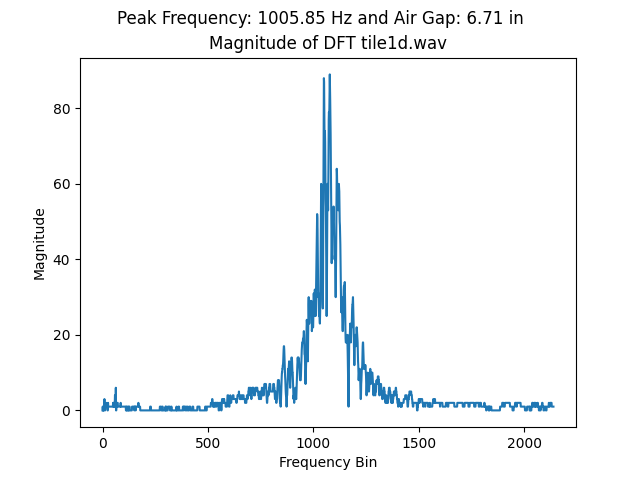 Peak Frequency: 1005.85 Hz and Air Gap: 6.71 in
Magnitude of DFT tile1d.wav
80
60
40
20
0
Magnitude
0 500 1000 1500 2000
Frequency Bin